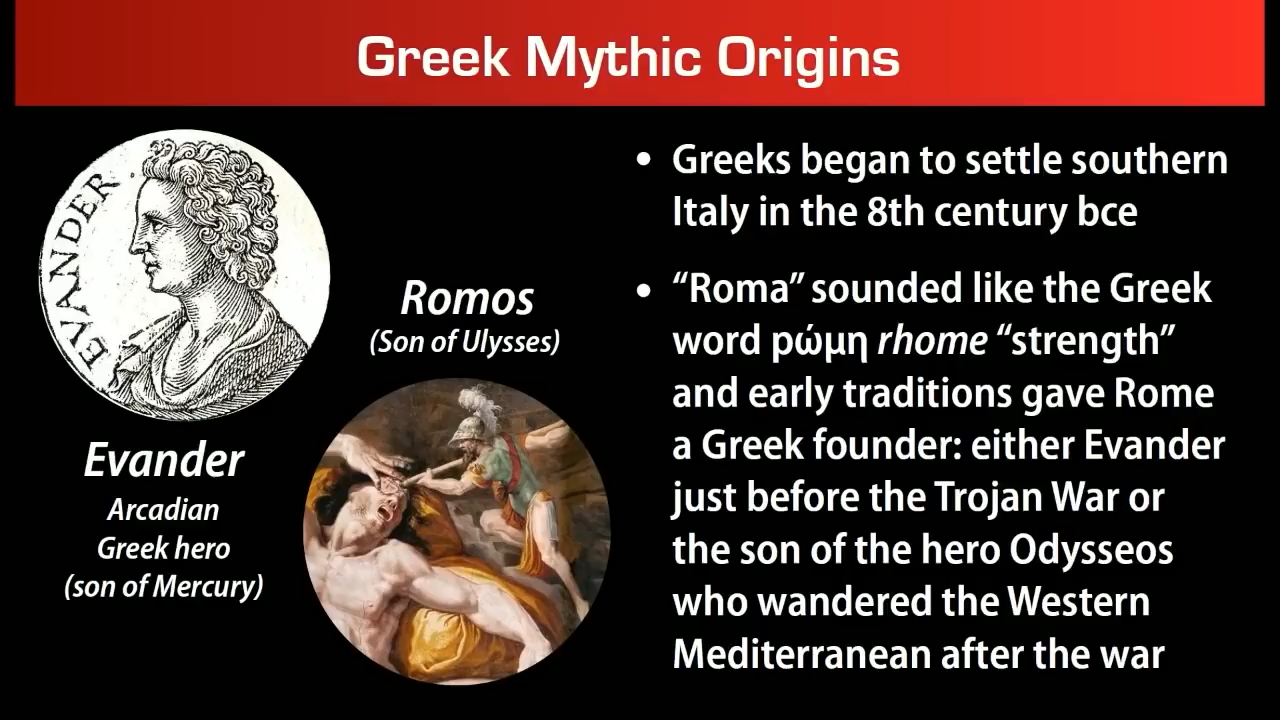 Greek Mythic Origins
EVANDER.
Evander
Arcadian
Greek hero
(son of Mercury)
Romos
(Son of Ulysses)
• Greeks began to settle southern
Italy in the 8th century bce
• “Roma” sounded like the Greek
word ρώμη rhome “strength”
and early traditions gave Rome
a Greek founder: either Evander
just before the Trojan War or
the son of the hero Odysseos
who wandered the Western
Mediterranean after the war